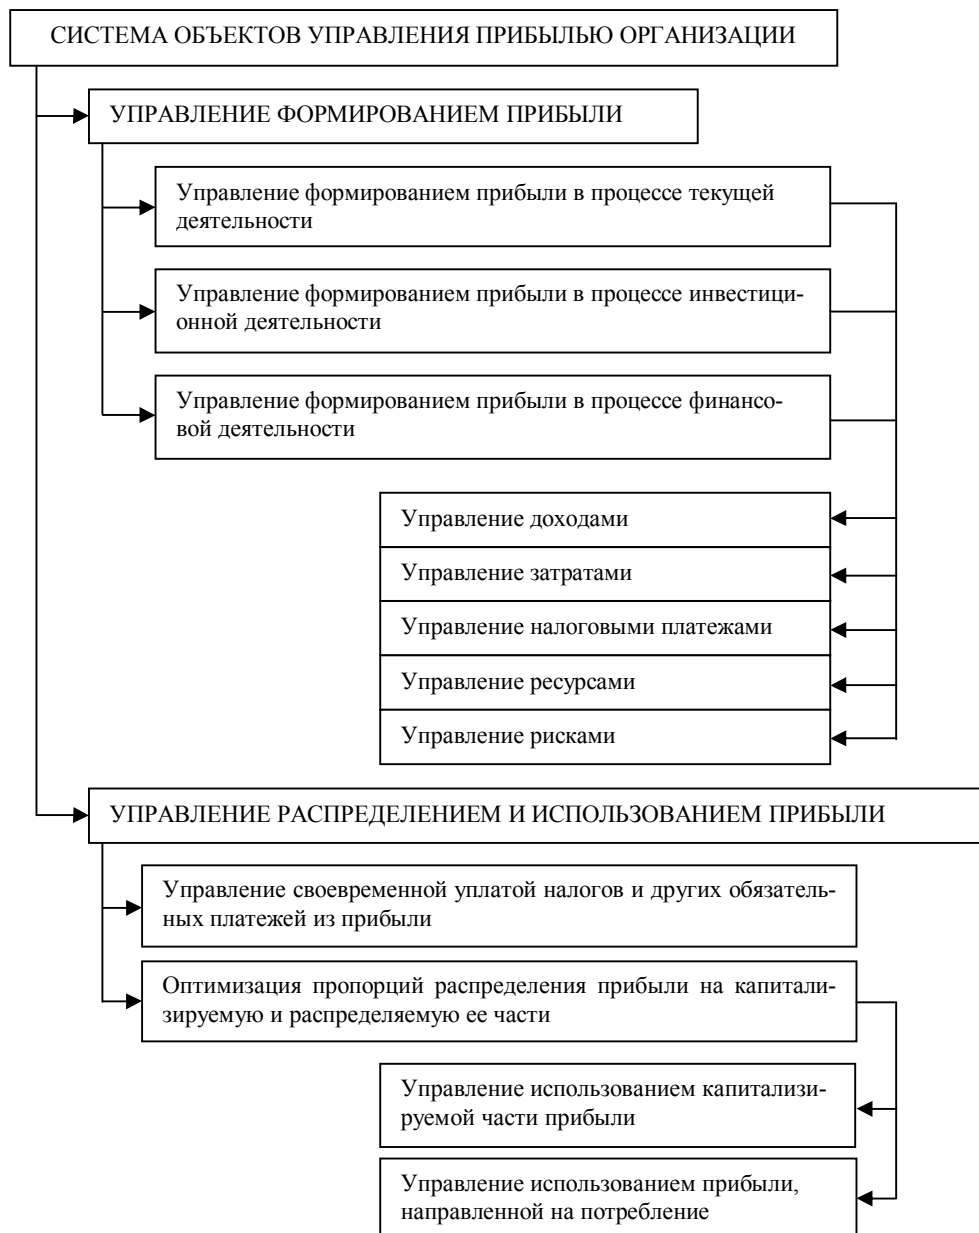 СИСТЕМА ОБЪЕКТОВ УПРАВЛЕНИЯ ПРИБЫЛЬЮ ОРГАНИЗАЦИИ
УПРАВЛЕНИЕ ФОРМИРОВАНИЕМ ПРИБЫЛИ
Управление формированием прибыли в процессе текущей
деятельности
Управление формированием прибыли в процессе инвестици-
онной деятельности
Управление формированием прибыли в процессе финансо-
вой деятельности
Управление доходами
Управление затратами
Управление налоговыми платежами
Управление ресурсами
Управление рисками
УПРАВЛЕНИЕ РАСПРЕДЕЛЕНИЕМ И ИСПОЛЬЗОВАНИЕМ ПРИБЫЛИ
Управление своевременной уплатой налогов и других обязатель-
ных платежей из прибыли
Оптимизация пропорций распределения прибыли на капитали-
зируемую и распределяемую ее части
Управление использованием капитализи-
руемой части прибыли
Управление использованием прибыли,
направленной на потребление